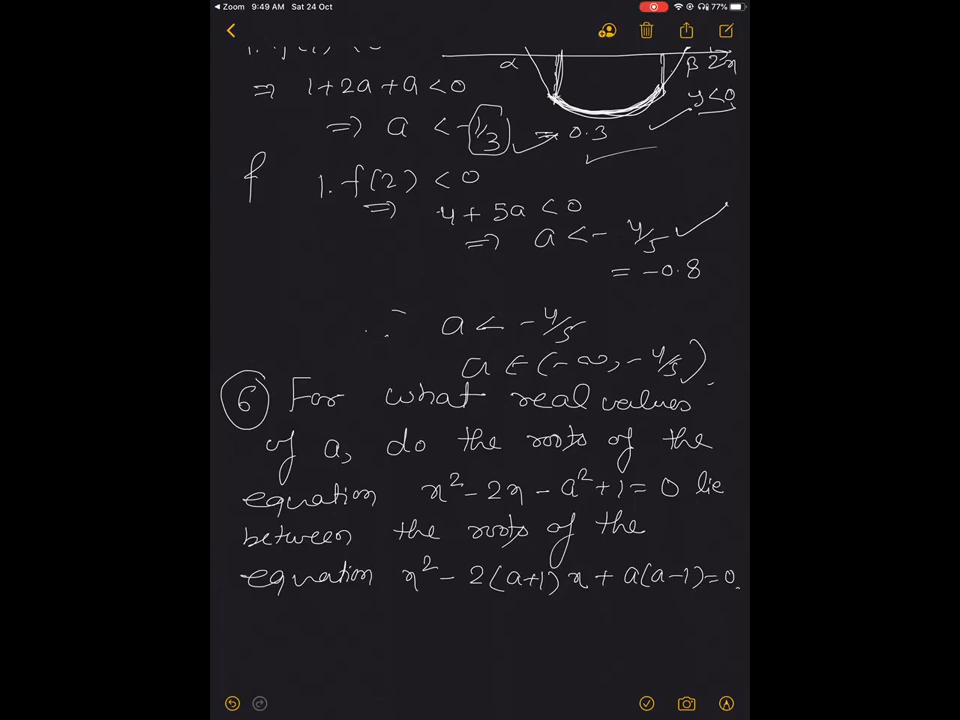 Zoom 9:49 AM Sat 24 Oct 77%
⇒ 1+2a+a<0
α β
y<0
⇒ a < -1/3 = 0.3
f 1.f(2) < 0
⇒ 4 + 5a < 0
⇒ a < - 4/5
= -0.8
∴ a < -4/5
a ∈ (-∞, -4/5).
6 For what real values
of a, do the roots of the
equation x² - 2x - a² + 1 = 0 lie
between the roots of the
equation x² - 2(a+1)x + a(a-1) = 0.